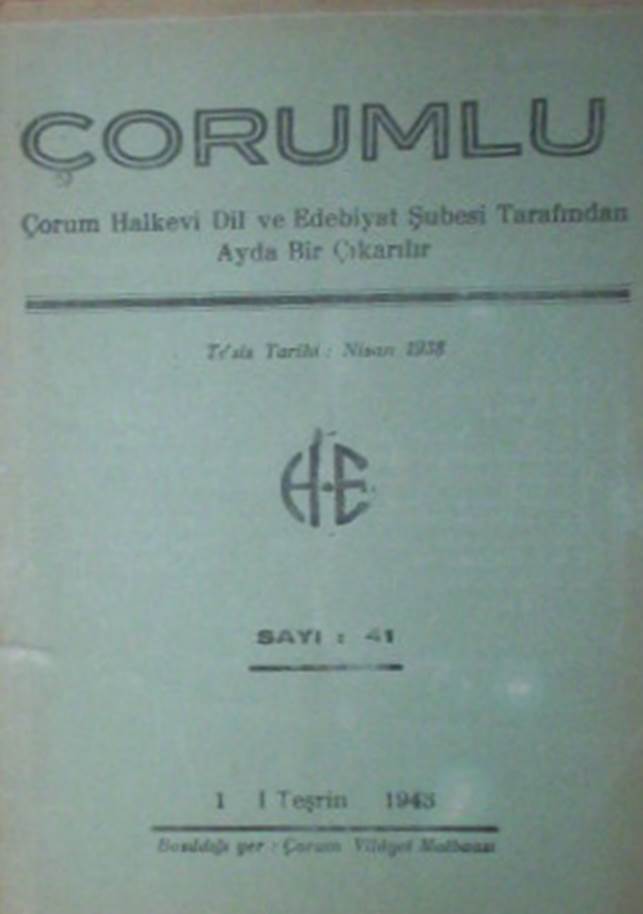 ÇORUMLU
Çorum Halkevi Dil ve Edebiyat Şubesi Tarafından
Ayda Bir Çıkarılır
Te'sis Tarihi : Nisan 1938
H-E
SAYI : 41
1 I Teşrin 1943
Basıldığı yer : Çorum Vilâyet Matbaası